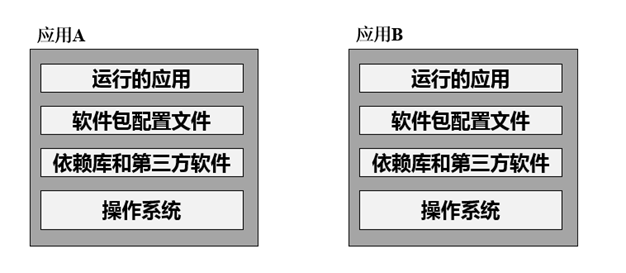 应用A
运行的应用
软件包配置文件
依赖库和第三方软件
操作系统
应用B
运行的应用
软件包配置文件
依赖库和第三方软件
操作系统